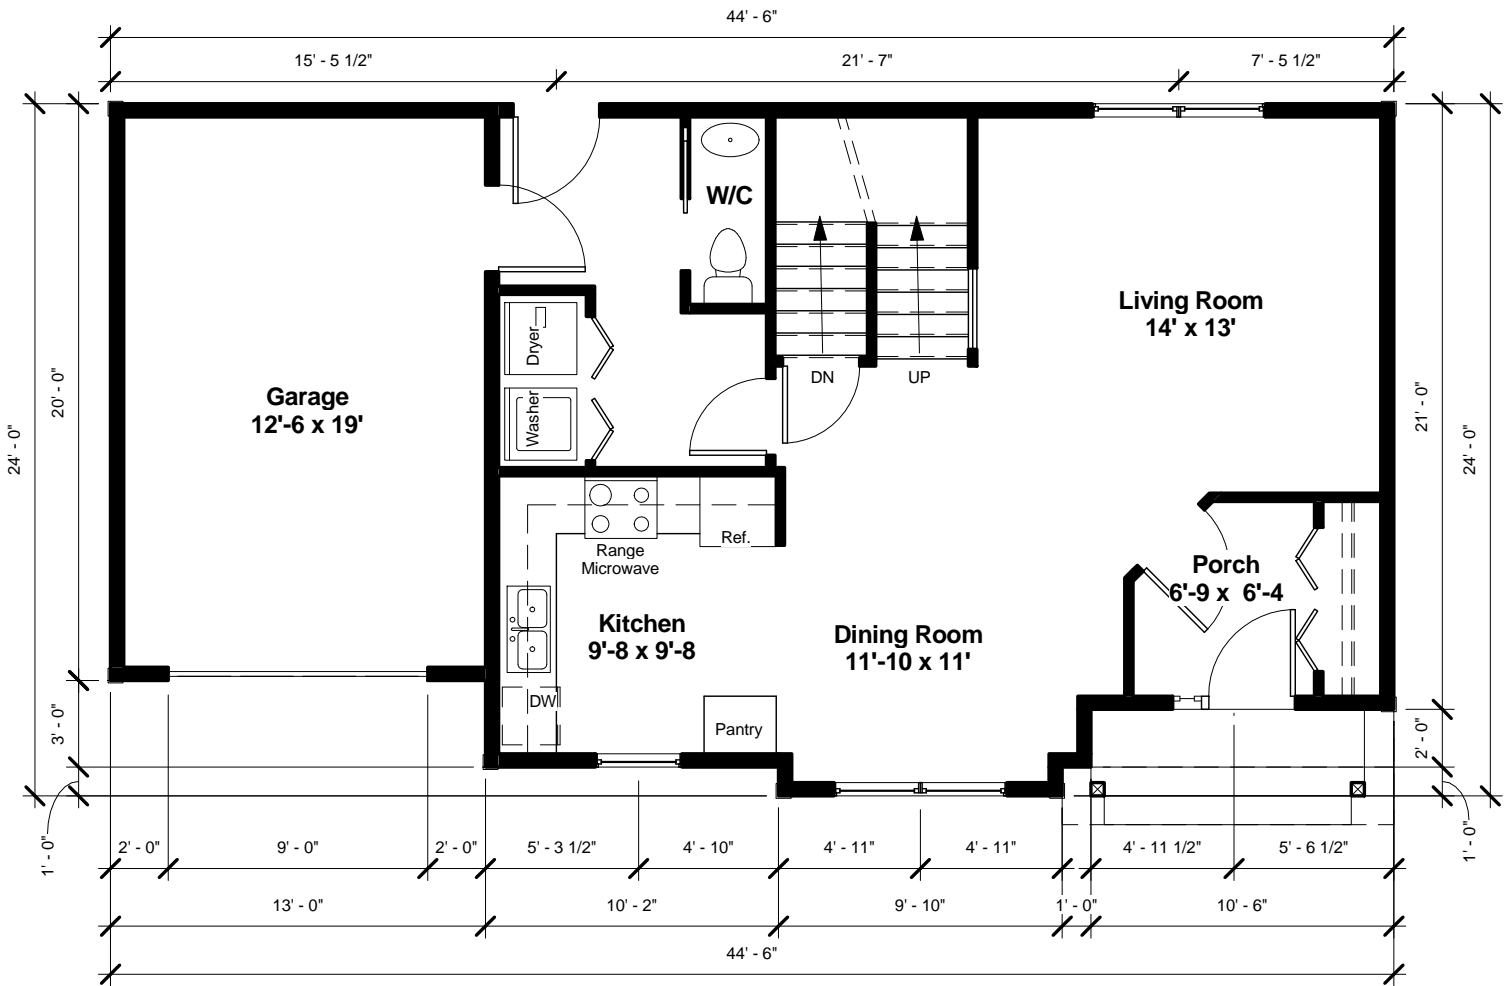 44' - 6"
15' - 5 1/2"
21' - 7"
7' - 5 1/2"
W/C
Living Room
14' x 13'
Dryer
DN
UP
20' - 0"
Garage
12'-6 x 19'
Washer
21' - 0"
24' - 0"
24' - 0"
Ref.
Range
Microwave
Porch
6'-9 x 6'-4
Kitchen
9'-8 x 9'-8
Dining Room
11'-10 x 11'
DW
Pantry
3' - 0"
2' - 0"
1' - 0"
1' - 0"
2' - 0"
9' - 0"
2' - 0"
5' - 3 1/2"
4' - 10"
4' - 11"
4' - 11"
4' - 11 1/2"
5' - 6 1/2"
13' - 0"
10' - 2"
9' - 10"
1' - 0"
10' - 6"
44' - 6"